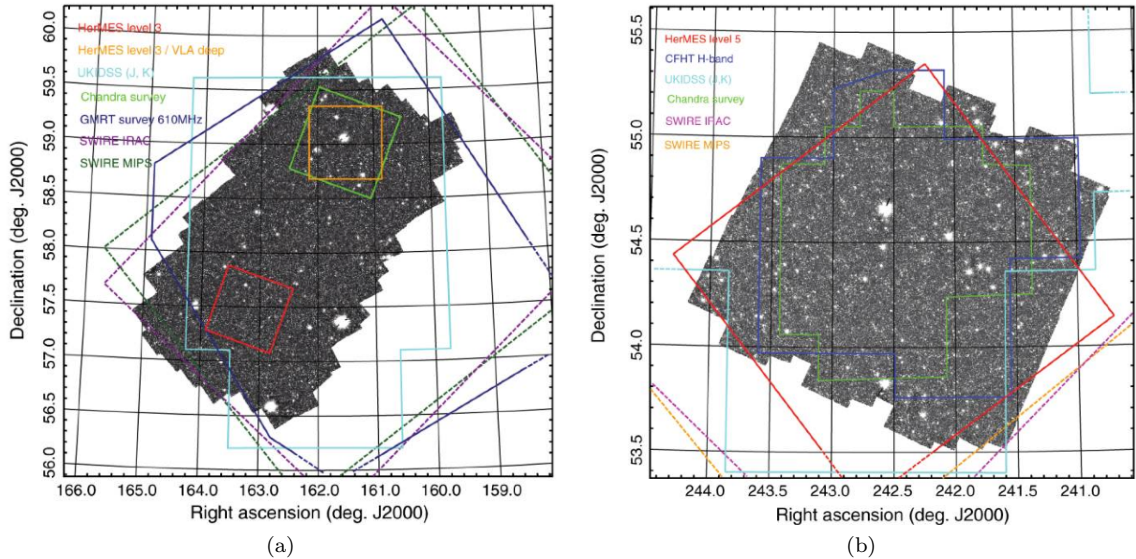 60.0
59.5
59.0
58.5
58.0
57.5
57.0
56.5
56.0
Declination (deg. J2000)
HerMES level 3
HerMES level 3 / VLA deep
UKIDSS (J, K)
Chandra survey
GMRT survey 610MHz
SWIRE IRAC
SWIRE MIPS
166.0 165.0 164.0 163.0 162.0 161.0 160.0 159.0
Right ascension (deg. J2000)
(a)
55.5
55.0
54.5
54.0
53.5
Declination (deg. J2000)
HerMES level 5
CFHT H-band
UKIDSS (J,K)
Chandra survey
SWIRE IRAC
SWIRE MIPS
244.0 243.5 243.0 242.5 242.0 241.5 241.0
Right ascension (deg. J2000)
(b)